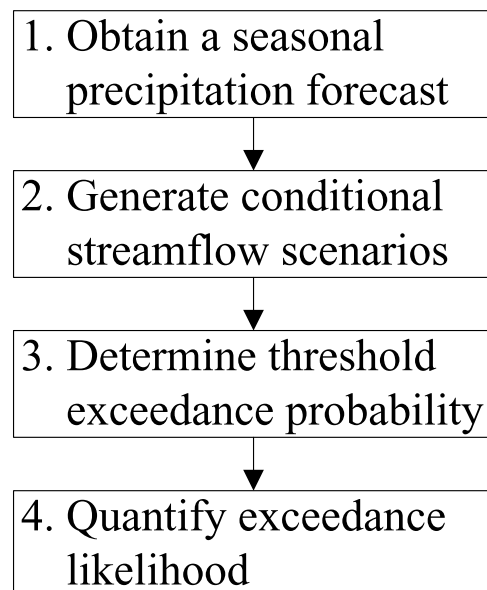 1. Obtain a seasonal
precipitation forecast
2. Generate conditional
streamflow scenarios
3. Determine threshold
exceedance probability
4. Quantify exceedance
likelihood